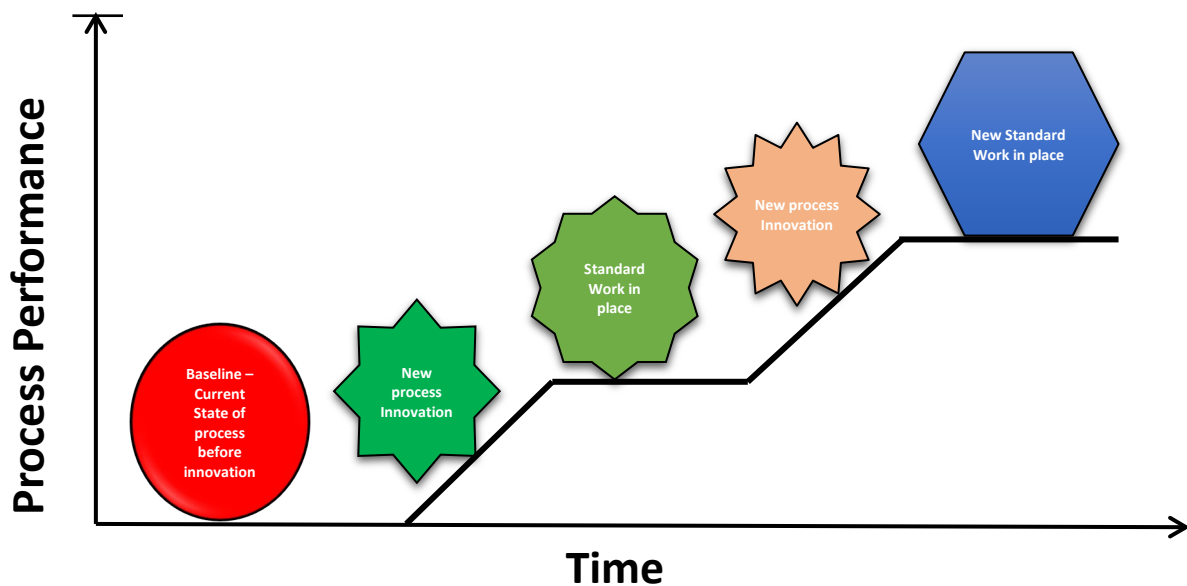 Process Performance
Baseline –
Current
State of
process
before
innovation
New
process
Innovation
Standard
Work in
place
New process
Innovation
New Standard
Work in place
Time